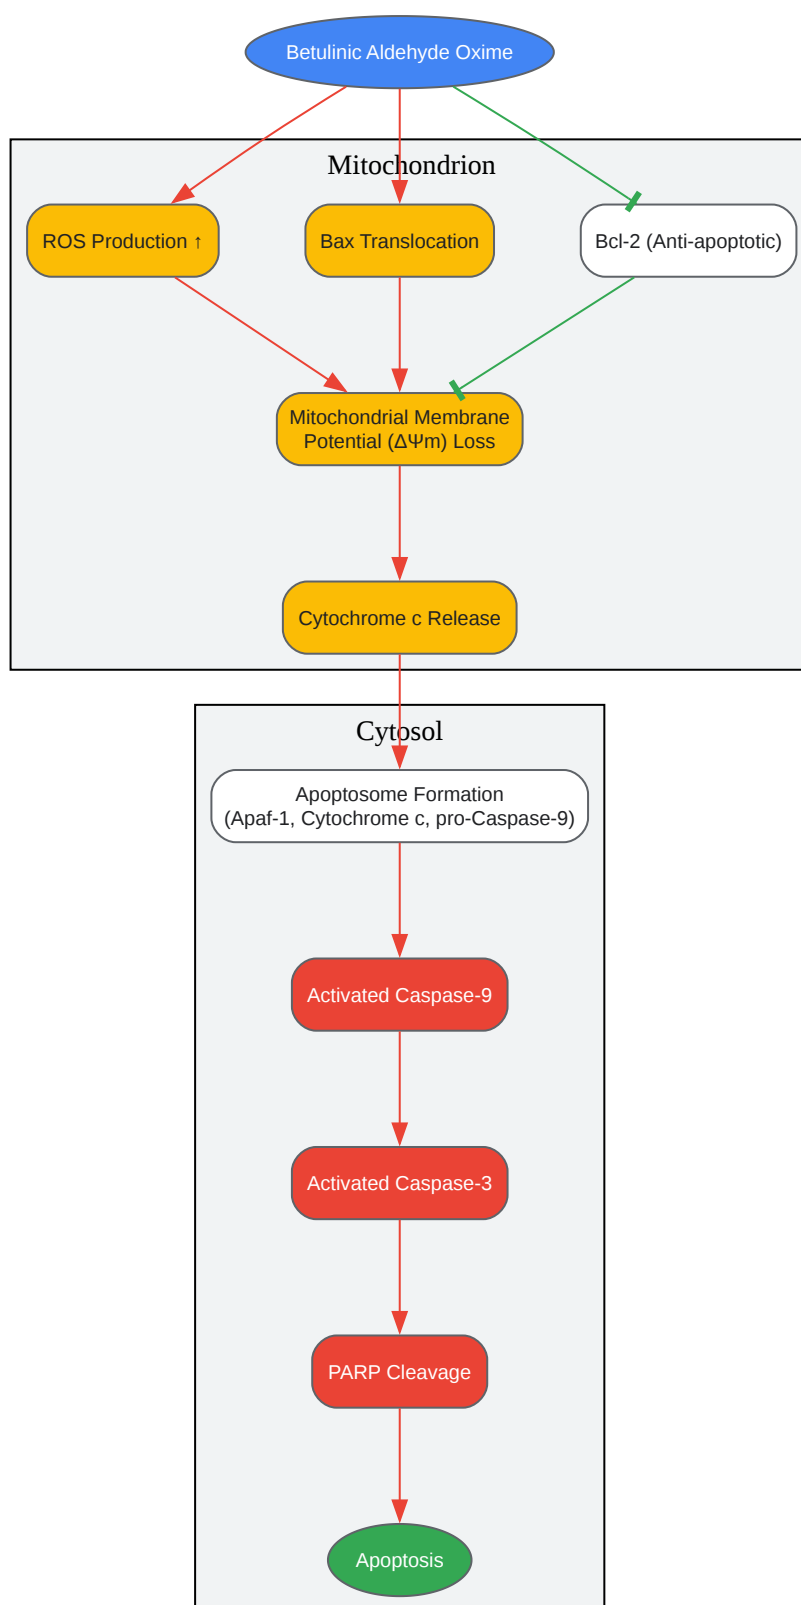 Betulinic Aldehyde Oxime
Mitochondrion
ROS Production ↑
Bax Translocation
Bcl-2 (Anti-apoptotic)
Mitochondrial Membrane
Potential (ΔΨm) Loss
Cytochrome c Release
Cytosol
Apoptosome Formation
(Apaf-1, Cytochrome c, pro-Caspase-9)
Activated Caspase-9
Activated Caspase-3
PARP Cleavage
Apoptosis